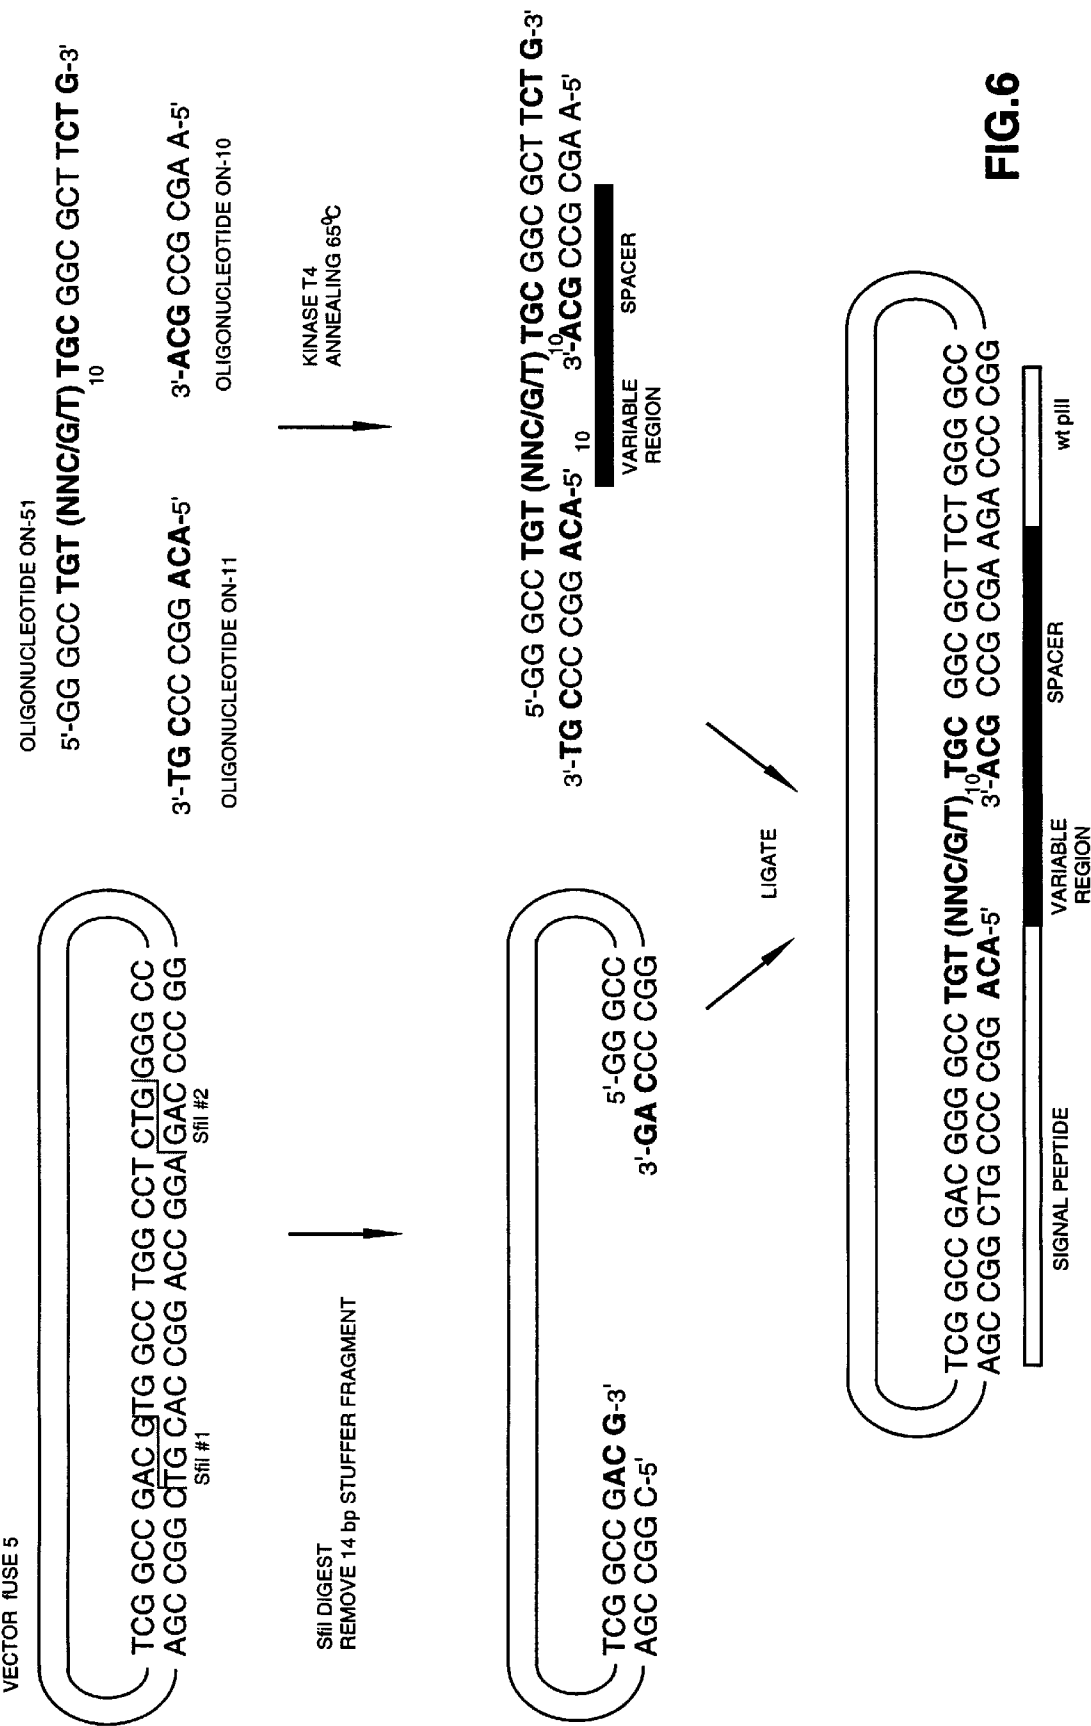 VECTOR fUSE 5
TCG GCC GAC GTG GCC TGG CCT CTG GGG CC
AGC CGG CTG CAC CGG ACC GGA GAC CCC GG
SfiI #1
SfiI #2
OLIGONUCLEOTIDE ON-51
5'-GG GCC TGT (NNC/G/T) TGC GGC GCT TCT G-3'
10
3'-TG CCC CGG ACA-5'
3'-ACG CCG CGA A-5'
OLIGONUCLEOTIDE ON-11
OLIGONUCLEOTIDE ON-10
SfiI DIGEST
REMOVE 14 bp STUFFER FRAGMENT
KINASE T4
ANNEALING 65⁰C
TCG GCC GAC G-3'
AGC CGG C-5'
5'-GG GCC
3'-GA CCC CGG
5'-GG GCC TGT (NNC/G/T) TGC GGC GCT TCT G-3'
10
3'-TG CCC CGG ACA-5'
10
3'-ACG CCG CGA A-5'
VARIABLE
REGION
SPACER
LIGATE
TCG GCC GAC GGG GCC TGT (NNC/G/T) TGC GGC GCT TCT GGG GCC
10
AGC CGG CTG CCC CGG ACA-5'
3'-ACG CCG CGA AGA CCC CGG
SIGNAL PEPTIDE
VARIABLE
REGION
SPACER
wt pIII
FIG.6